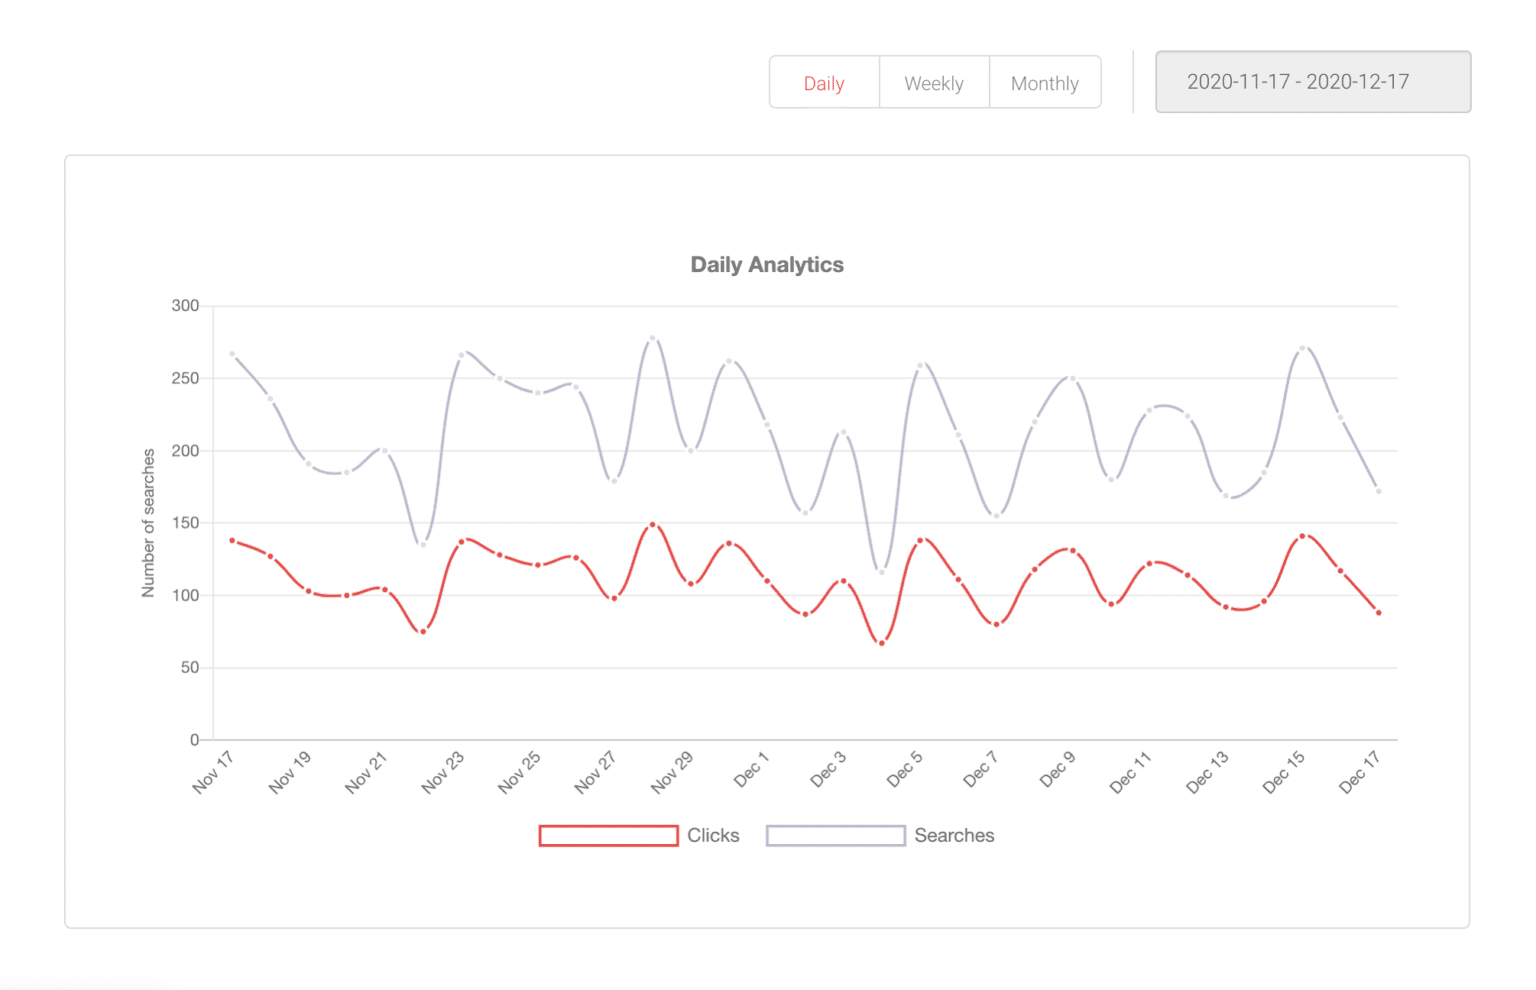 Daily Weekly Monthly 2020-11-17 - 2020-12-17
Daily Analytics
300
250
200
150
100
50
0
Number of searches
Nov 17 Nov 19 Nov 21 Nov 23 Nov 25 Nov 27 Nov 29 Dec 1 Dec 3 Dec 5 Dec 7 Dec 9 Dec 11 Dec 13 Dec 15 Dec 17
Clicks Searches